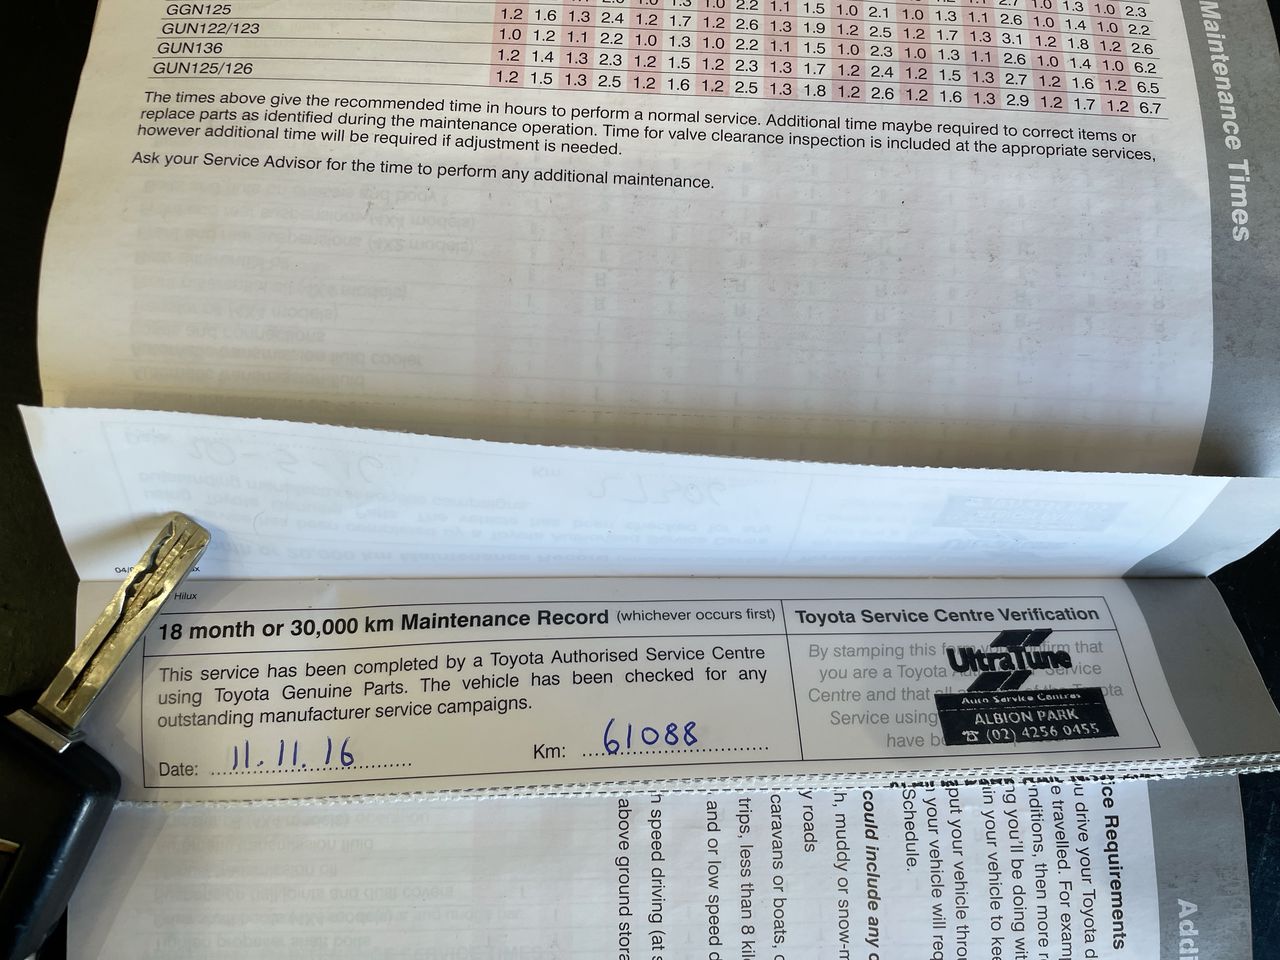 GGN125 1.2 1.6 1.3 2.4 1.2 1.7 1.2 2.6 1.3 1.9 1.2 2.5 1.2 1.7 1.3 3.1 1.2 1.8 1.2 2.6
GUN122/123 1.0 1.2 1.1 2.2 1.0 1.3 1.0 2.2 1.1 1.5 1.0 2.3 1.0 1.3 1.1 2.6 1.0 1.4 1.0 6.2
GUN136 1.2 1.4 1.3 2.3 1.2 1.5 1.2 2.3 1.3 1.7 1.2 2.4 1.2 1.5 1.3 2.7 1.2 1.6 1.2 6.5
GUN125/126 1.2 1.5 1.3 2.5 1.2 1.6 1.2 2.5 1.3 1.8 1.2 2.6 1.2 1.6 1.3 2.9 1.2 1.7 1.2 6.7
The times above give the recommended time in hours to perform a normal service. Additional time maybe required to correct items or
replace parts as identified during the maintenance operation. Time for valve clearance inspection is included at the appropriate services,
however additional time will be required if adjustment is needed.
Ask your Service Advisor for the time to perform any additional maintenance.
Maintenance Times
Hilux
18 month or 30,000 km Maintenance Record (whichever occurs first)
This service has been completed by a Toyota Authorised Service Centre
using Toyota Genuine Parts. The vehicle has been checked for any
outstanding manufacturer service campaigns.
Date: 11.11.16 Km: 61088
Toyota Service Centre Verification
By stamping this that
you are a Toyota
Centre and that
Service using
have
UltraTune
Auto Service Centres
ALBION PARK
☎ (02) 4256 0455
ce Requirements
u drive your Toyota d
e travelled. For examp
nditions, then more r
ng you'll be doing wit
in your vehicle to kee
put your vehicle throu
your vehicle will req
Schedule.
could include any o
h, muddy or snow-m
y roads
caravans or boats,
trips, less than 8 kil
and or low speed d
h speed driving (at s
above ground stora
Addi